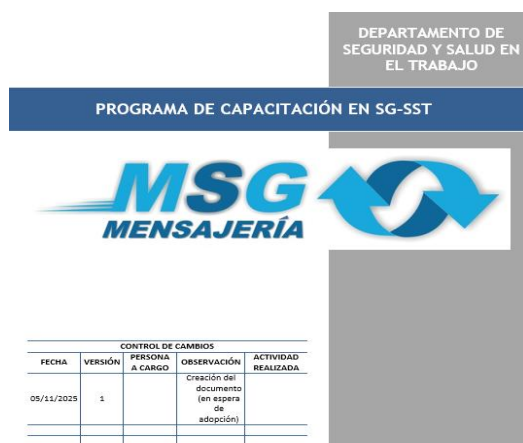 DEPARTAMENTO DE
SEGURIDAD Y SALUD EN
EL TRABAJO
PROGRAMA DE CAPACITACIÓN EN SG-SST
MSG
MENSAJERÍA
CONTROL DE CAMBIOS
FECHA VERSIÓN PERSONA A CARGO OBSERVACIÓN ACTIVIDAD REALIZADA
05/11/2025 1 Creación del documento (en espera de adopción)